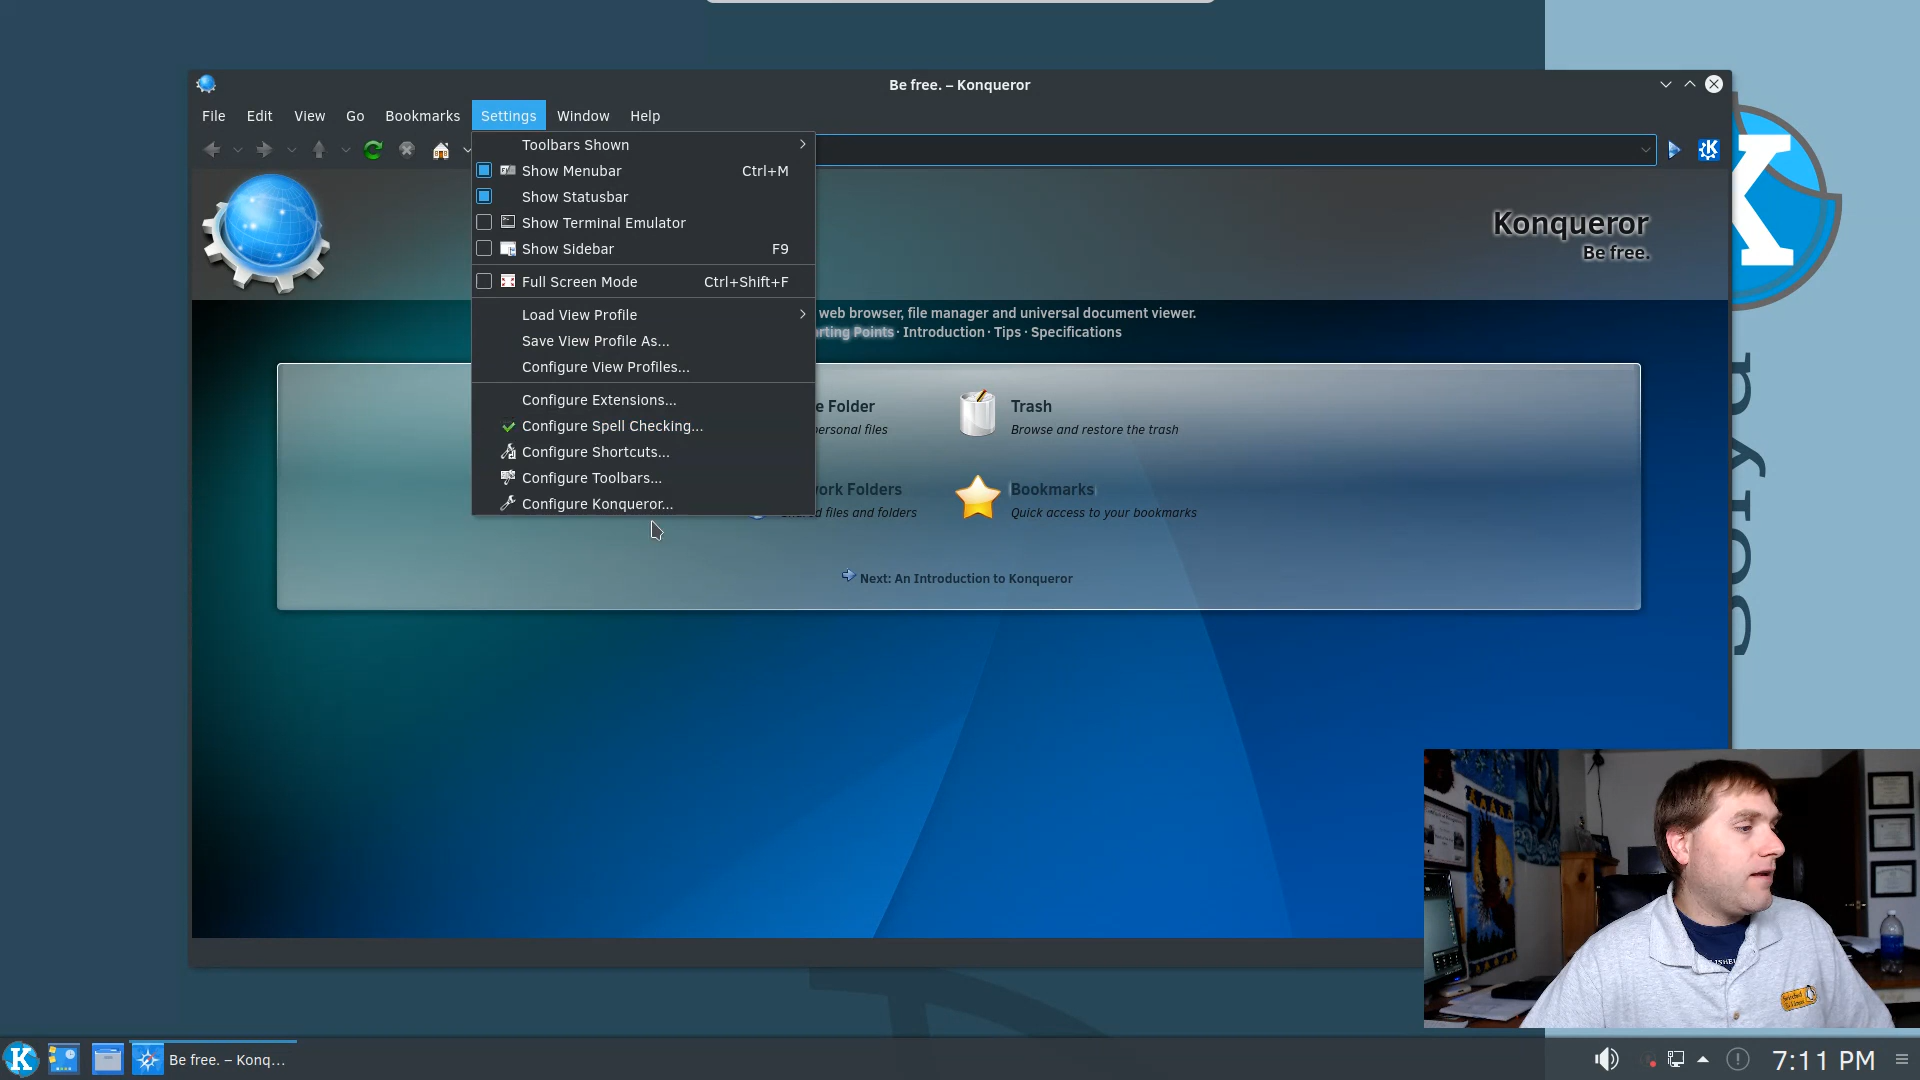 Be free. – Konqueror
File Edit View Go Bookmarks Settings Window Help
Toolbars Shown
Show Menubar Ctrl+M
Show Statusbar
Show Terminal Emulator
Show Sidebar F9
Full Screen Mode Ctrl+Shift+F
Load View Profile
Save View Profile As...
Configure View Profiles...
Configure Extensions...
Configure Spell Checking...
Configure Shortcuts...
Configure Toolbars...
Configure Konqueror...
Konqueror
Be free.
web browser, file manager and universal document viewer.
rting Points · Introduction · Tips · Specifications
e Folder
personal files
Trash
Browse and restore the trash
ork Folders
Shared files and folders
Bookmarks
Quick access to your bookmarks
Next: An Introduction to Konqueror
K
K
Be free. – Konq...
7:11 PM